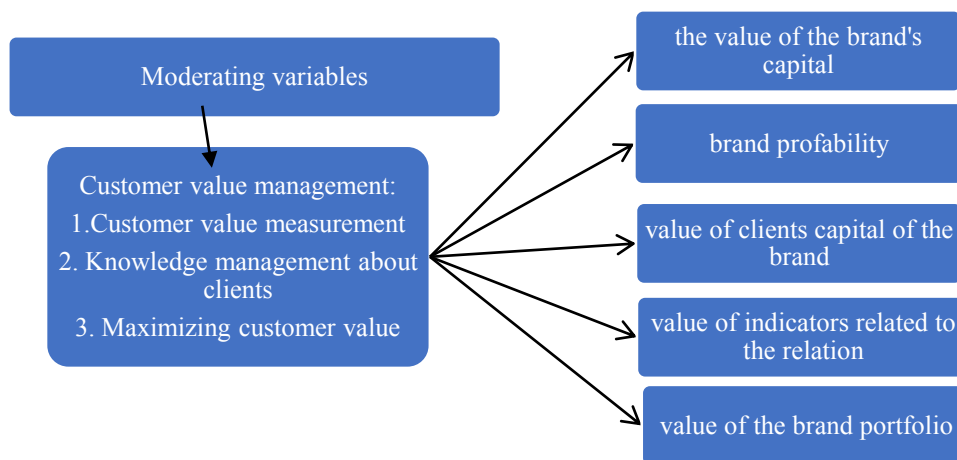 Moderating variables
Customer value management:
1.Customer value measurement
2. Knowledge management about
clients
3. Maximizing customer value
the value of the brand's
capital
brand profability
value of clients capital of the
brand
value of indicators related to
the relation
value of the brand portfolio